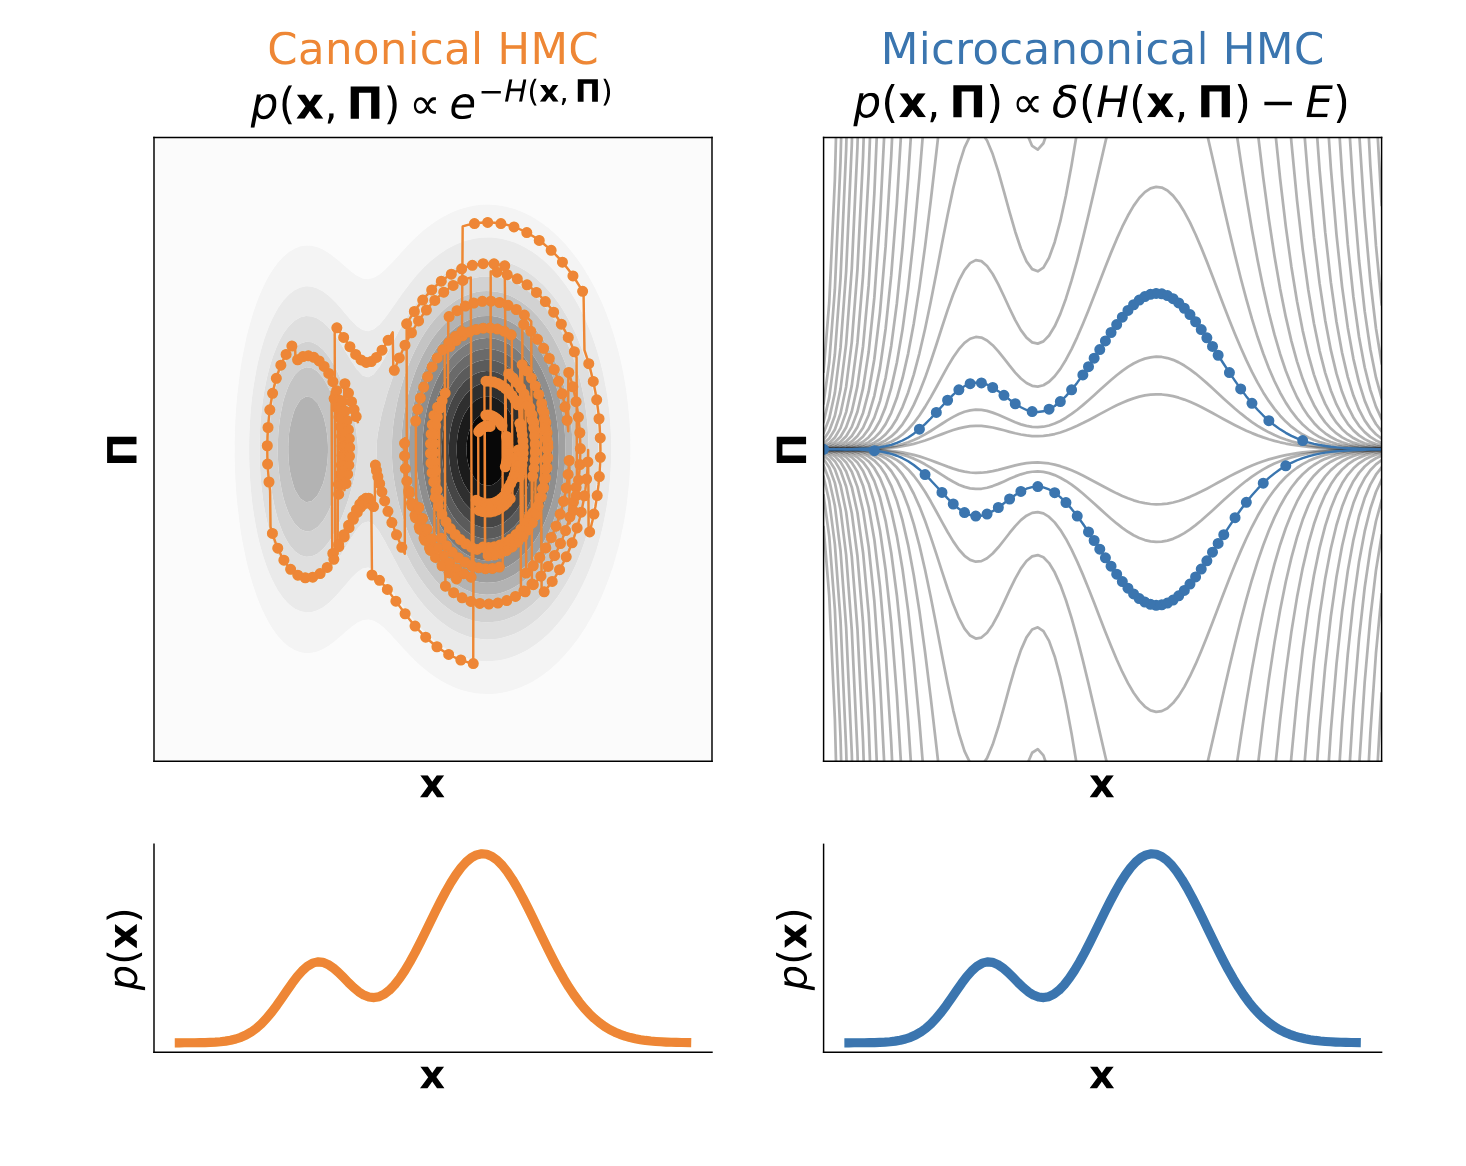 Canonical HMC
p(x, Π) ∝ e^{−H(x, Π)}
Π
x
p(x)
x
Microcanonical HMC
p(x, Π) ∝ δ(H(x, Π) − E)
Π
x
p(x)
x